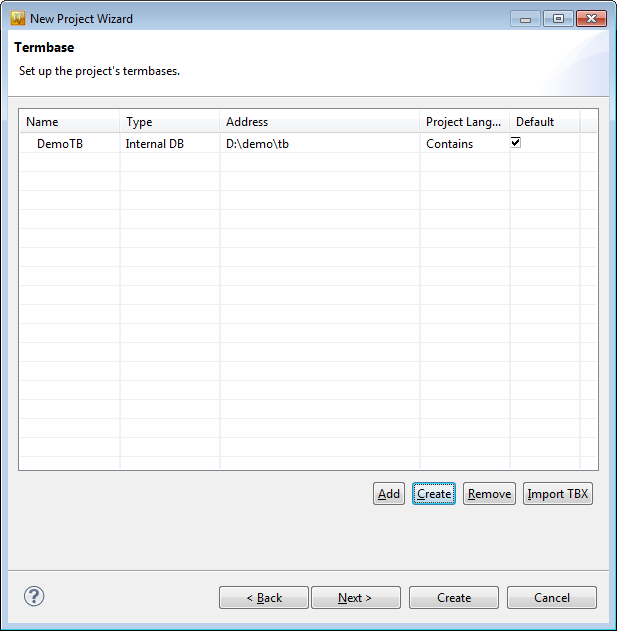 New Project Wizard
Termbase
Set up the project's termbases.
Name Type Address Project Lang... Default
DemoTB Internal DB D:\demo\tb Contains
Add Create Remove Import TBX
? < Back Next > Create Cancel